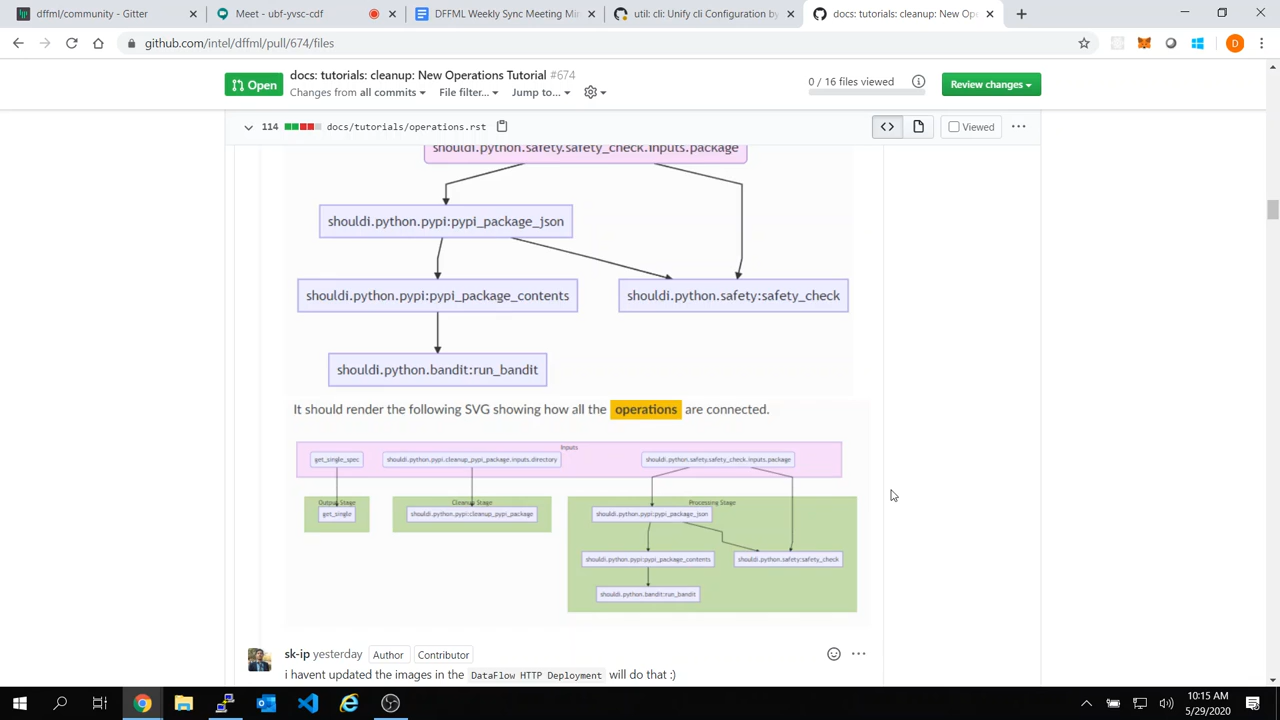 dffml/community - Gitter
Meet - ubf-yvsc-cdf
DFFML Weekly Sync Meeting Min
util: cli: Unify cli Configuration by
docs: tutorials: cleanup: New Ope
github.com/intel/dffml/pull/674/files
D
Open
docs: tutorials: cleanup: New Operations Tutorial #674
Changes from all commits
File filter...
Jump to...
0 / 16 files viewed
Review changes
114
docs/tutorials/operations.rst
Viewed
shouldi.python.safety.safety_check.inputs.package
shouldi.python.pypi:pypi_package_json
shouldi.python.pypi:pypi_package_contents
shouldi.python.safety:safety_check
shouldi.python.bandit:run_bandit
It should render the following SVG showing how all the operations are connected.
Inputs
get_single_spec
shouldi.python.pypi.cleanup_pypi_package.inputs.directory
shouldi.python.safety.safety_check.inputs.package
Output Stage
Cleanup Stage
Processing Stage
get_single
shouldi.python.pypi:cleanup_pypi_package
shouldi.python.pypi:pypi_package_json
shouldi.python.pypi:pypi_package_contents
shouldi.python.safety:safety_check
shouldi.python.bandit:run_bandit
sk-ip yesterday Author Contributor
i havent updated the images in the DataFlow HTTP Deployment will do that :)
10:15 AM
5/29/2020